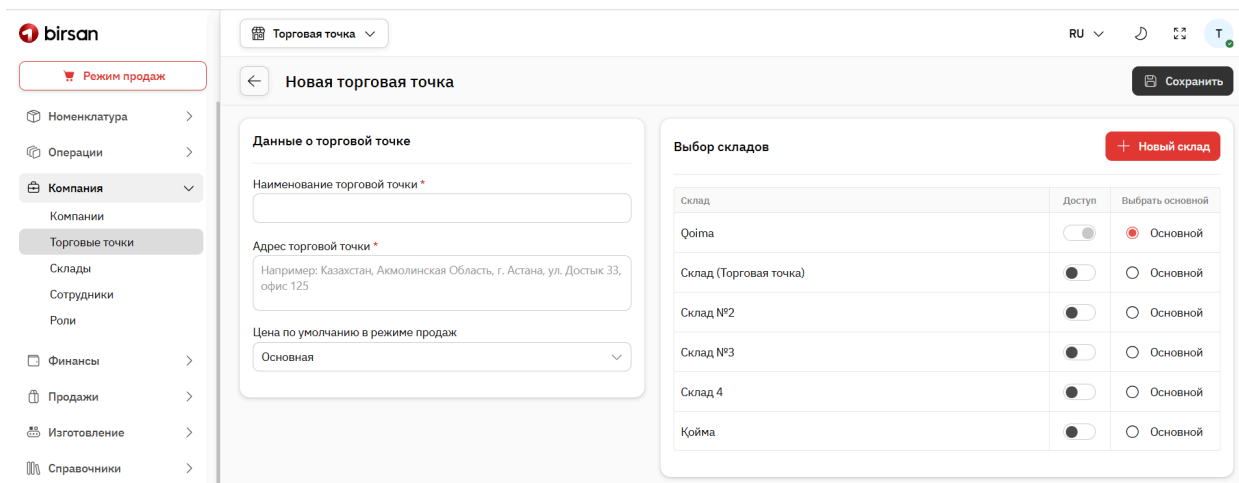 birsan
Торговая точка
RU
T
Режим продаж
Новая торговая точка
Сохранить
Номенклатура
Операции
Компания
Компании
Торговые точки
Склады
Сотрудники
Роли
Финансы
Продажи
Изготовление
Справочники
Данные о торговой точке
Наименование торговой точки *
Адрес торговой точки *
Например: Казахстан, Акмолинская Область, г. Астана, ул. Достык 33,
офис 125
Цена по умолчанию в режиме продаж
Основная
Выбор складов
Новый склад
Склад Доступ Выбрать основной
Qoima Основной
Склад (Торговая точка) Основной
Склад №2 Основной
Склад №3 Основной
Склад 4 Основной
Қойма Основной